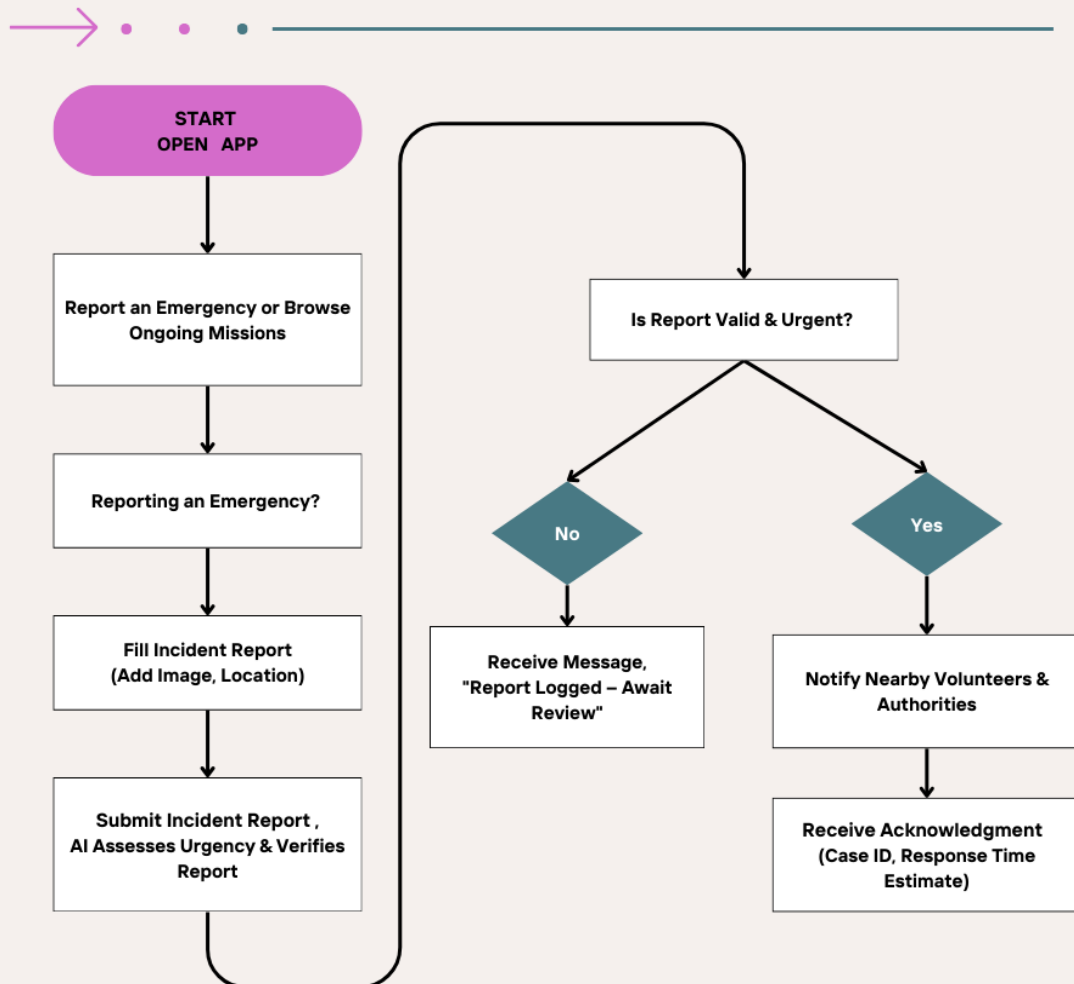 START
OPEN APP
Report an Emergency or Browse
Ongoing Missions
Reporting an Emergency?
Fill Incident Report
(Add Image, Location)
Submit Incident Report ,
AI Assesses Urgency & Verifies
Report
Is Report Valid & Urgent?
No
Yes
Receive Message,
"Report Logged – Await
Review"
Notify Nearby Volunteers &
Authorities
Receive Acknowledgment
(Case ID, Response Time
Estimate)